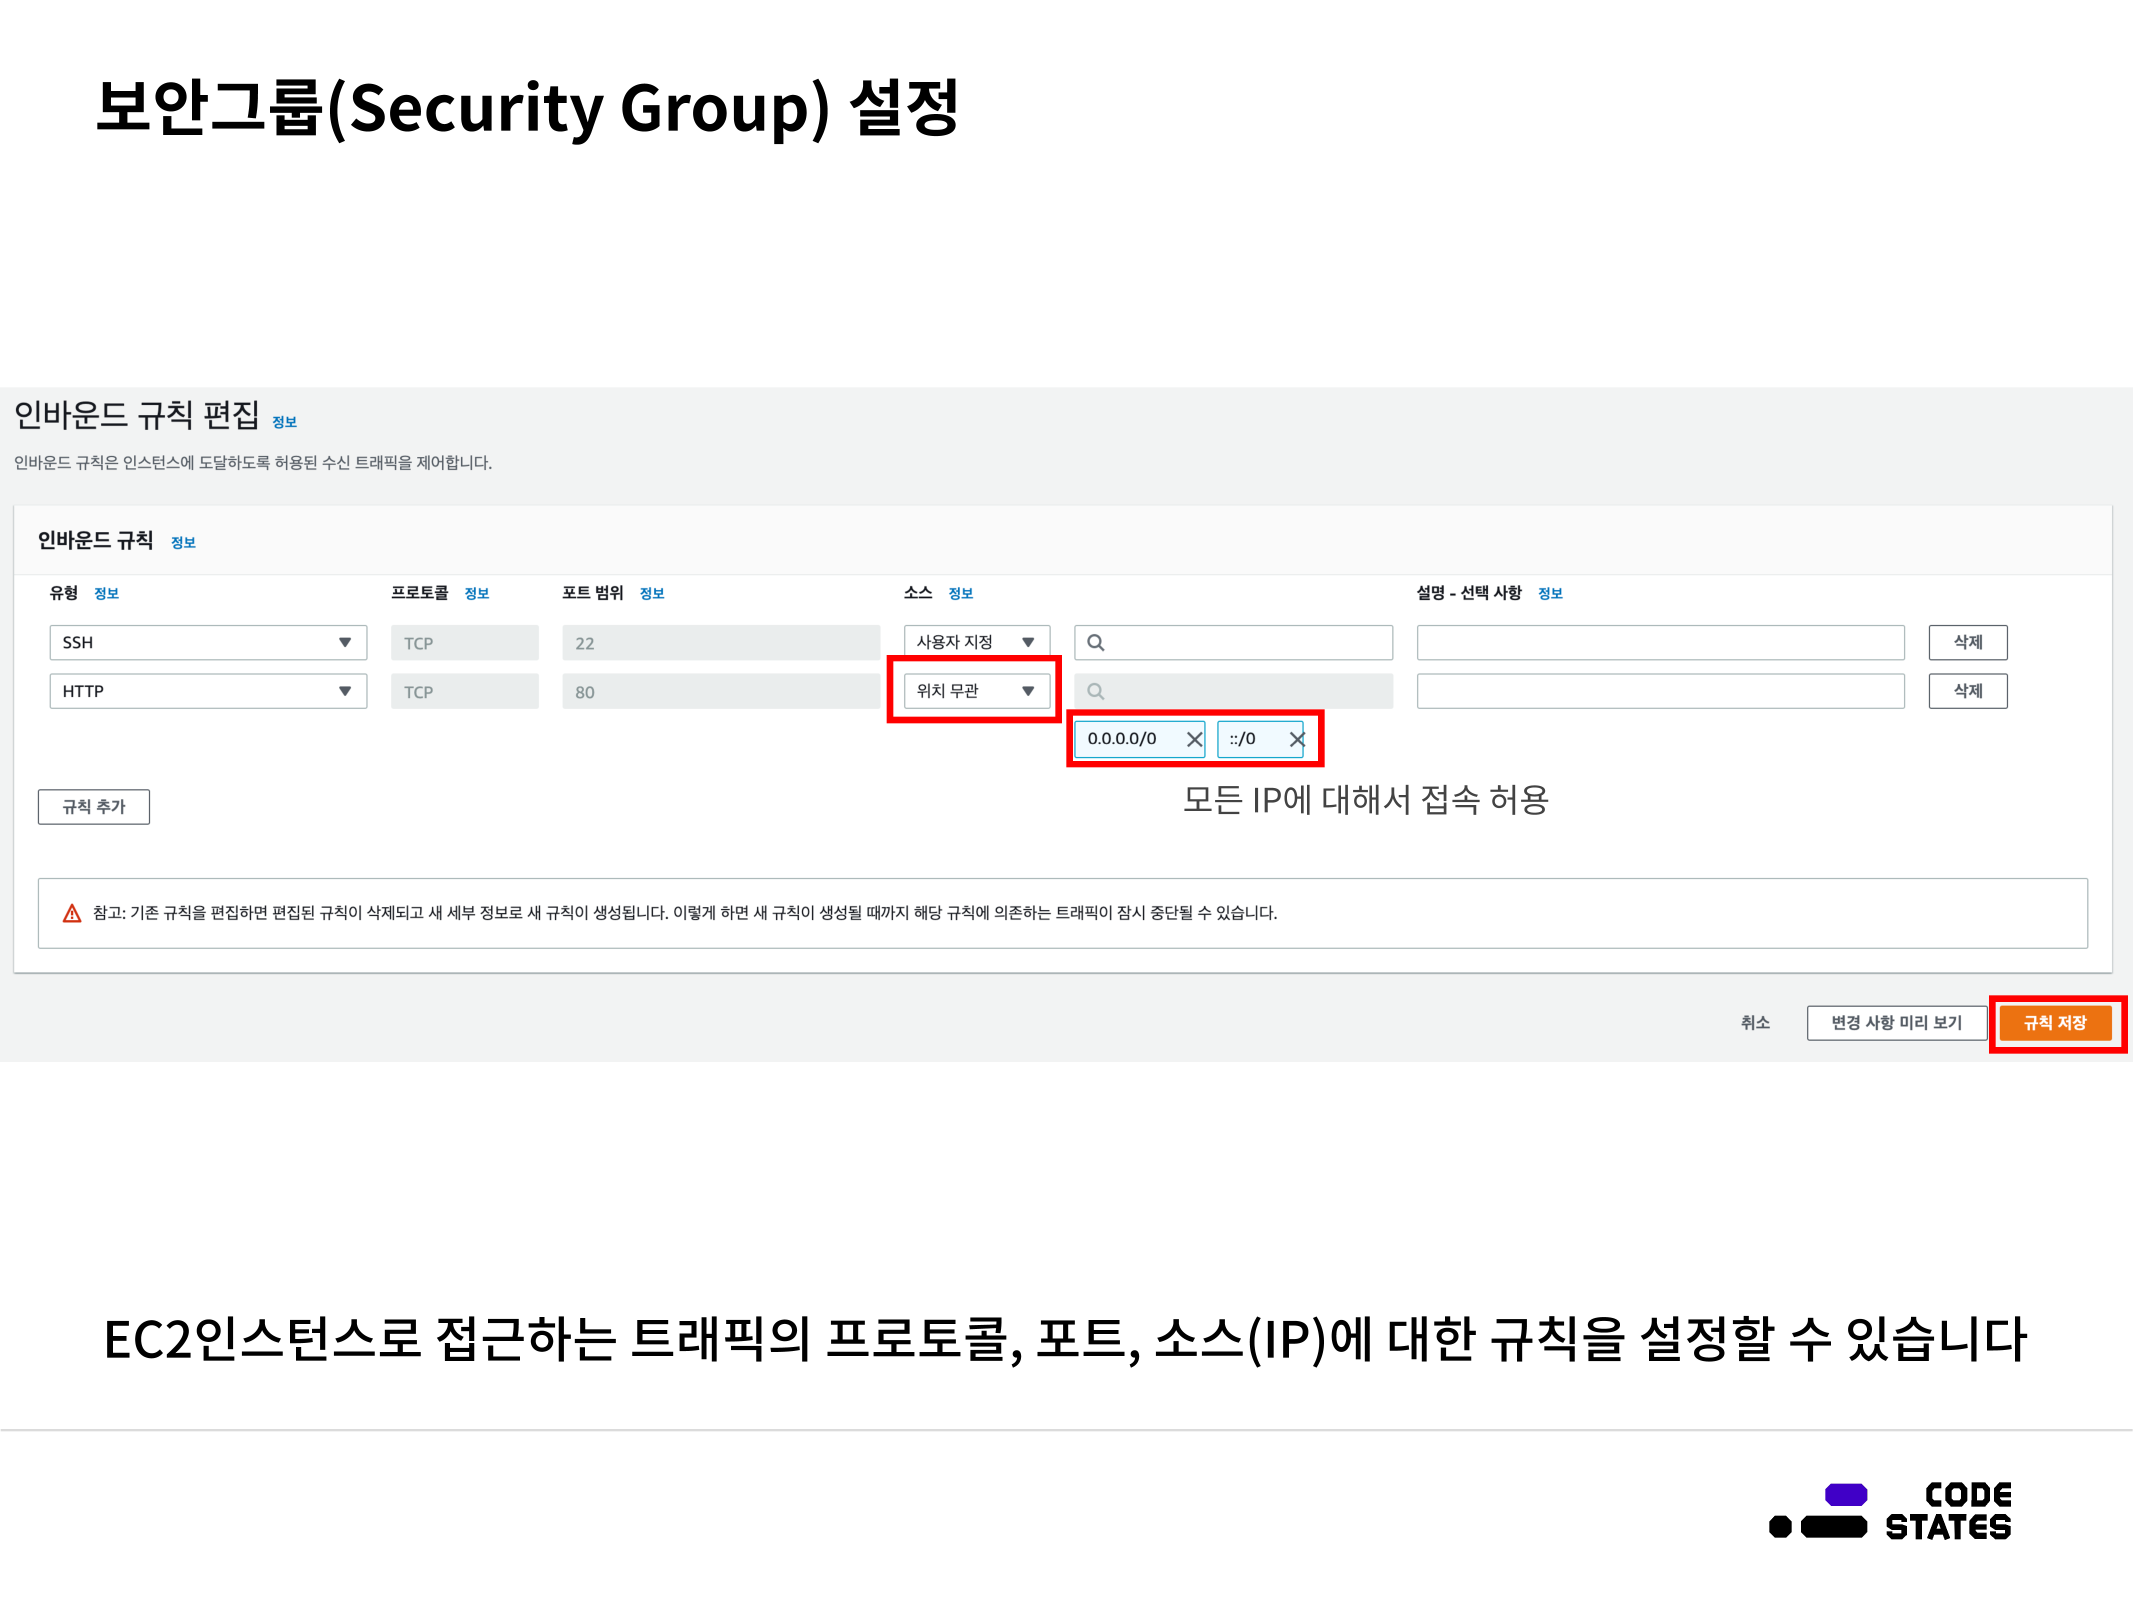 보안그룹(Security Group) 설정
인바운드 규칙 편집 정보
인바운드 규칙은 인스턴스에 도달하도록 허용된 수신 트래픽을 제어합니다.
인바운드 규칙 정보
유형 정보 프로토콜 정보 포트 범위 정보 소스 정보 설명 - 선택 사항 정보
SSH TCP 22 사용자 지정 삭제
HTTP TCP 80 위치 무관 삭제
0.0.0.0/0 ::/0
모든 IP에 대해서 접속 허용
규칙 추가
참고: 기존 규칙을 편집하면 편집된 규칙이 삭제되고 새 세부 정보로 새 규칙이 생성됩니다. 이렇게 하면 새 규칙이 생성될 때까지 해당 규칙에 의존하는 트래픽이 잠시 중단될 수 있습니다.
취소 변경 사항 미리 보기 규칙 저장
EC2인스턴스로 접근하는 트래픽의 프로토콜, 포트, 소스(IP)에 대한 규칙을 설정할 수 있습니다
CODE
STATES